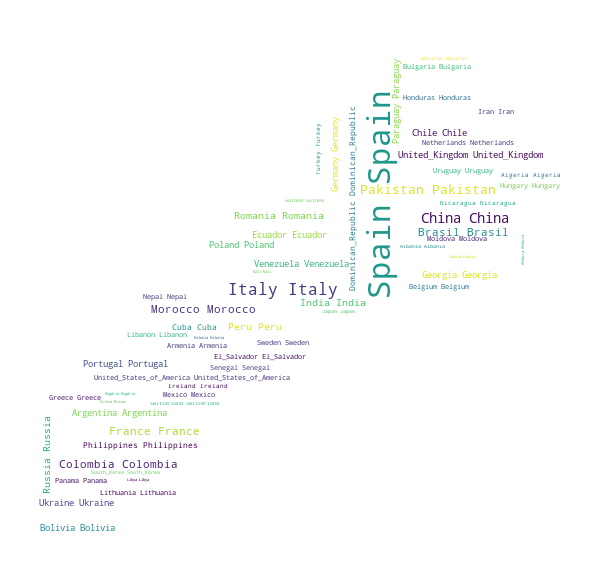 Bulgaria Bulgaria
Paraguay Paraguay
Honduras Honduras
Iran Iran
Spain Spain
Chile Chile
Netherlands Netherlands
Turkey Turkey
Germany Germany
Dominican_Republic Dominican_Republic
United_Kingdom United_Kingdom
Uruguay Uruguay
Algeria Algeria
Pakistan Pakistan
Hungary Hungary
Nicaragua Nicaragua
Romania Romania
China China
Ecuador Ecuador
Brasil Brasil
Moldova Moldova
Poland Poland
Albania Albania
Venezuela Venezuela
Mali Mali
Georgia Georgia
Italy Italy
Belgium Belgium
Nepal Nepal
India India
Morocco Morocco
Japan Japan
Cuba Cuba
Peru Peru
Libanon Libanon
Armenia Armenia
Sweden Sweden
El_Salvador El_Salvador
Portugal Portugal
Senegal Senegal
United_States_of_America United_States_of_America
Ireland Ireland
Nigeria Nigeria
Mexico Mexico
Greece Greece
Switzerland Switzerland
Argentina Argentina
Russia Russia
France France
Philippines Philippines
Colombia Colombia
South_Korea South_Korea
Panama Panama
Libya Libya
Lithuania Lithuania
Ukraine Ukraine
Bolivia Bolivia